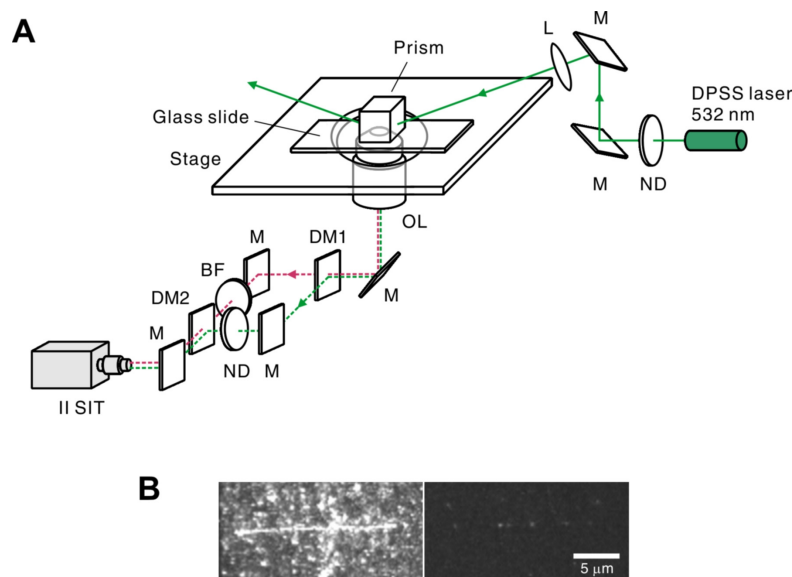 A
M
L
Prism
DPSS laser
532 nm
Glass slide
Stage
M
ND
OL
M
DM1
BF
M
DM2
M
ND
M
II SIT
B
5 μm